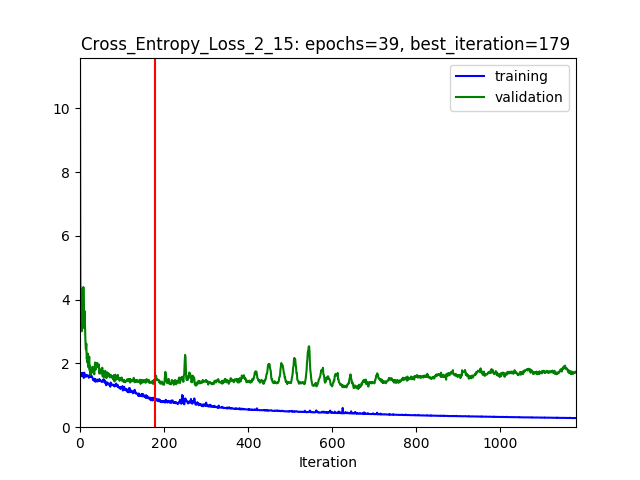 Cross_Entropy_Loss_2_15: epochs=39, best_iteration=179
training
validation
10
8
6
4
2
0
0 200 400 600 800 1000
Iteration